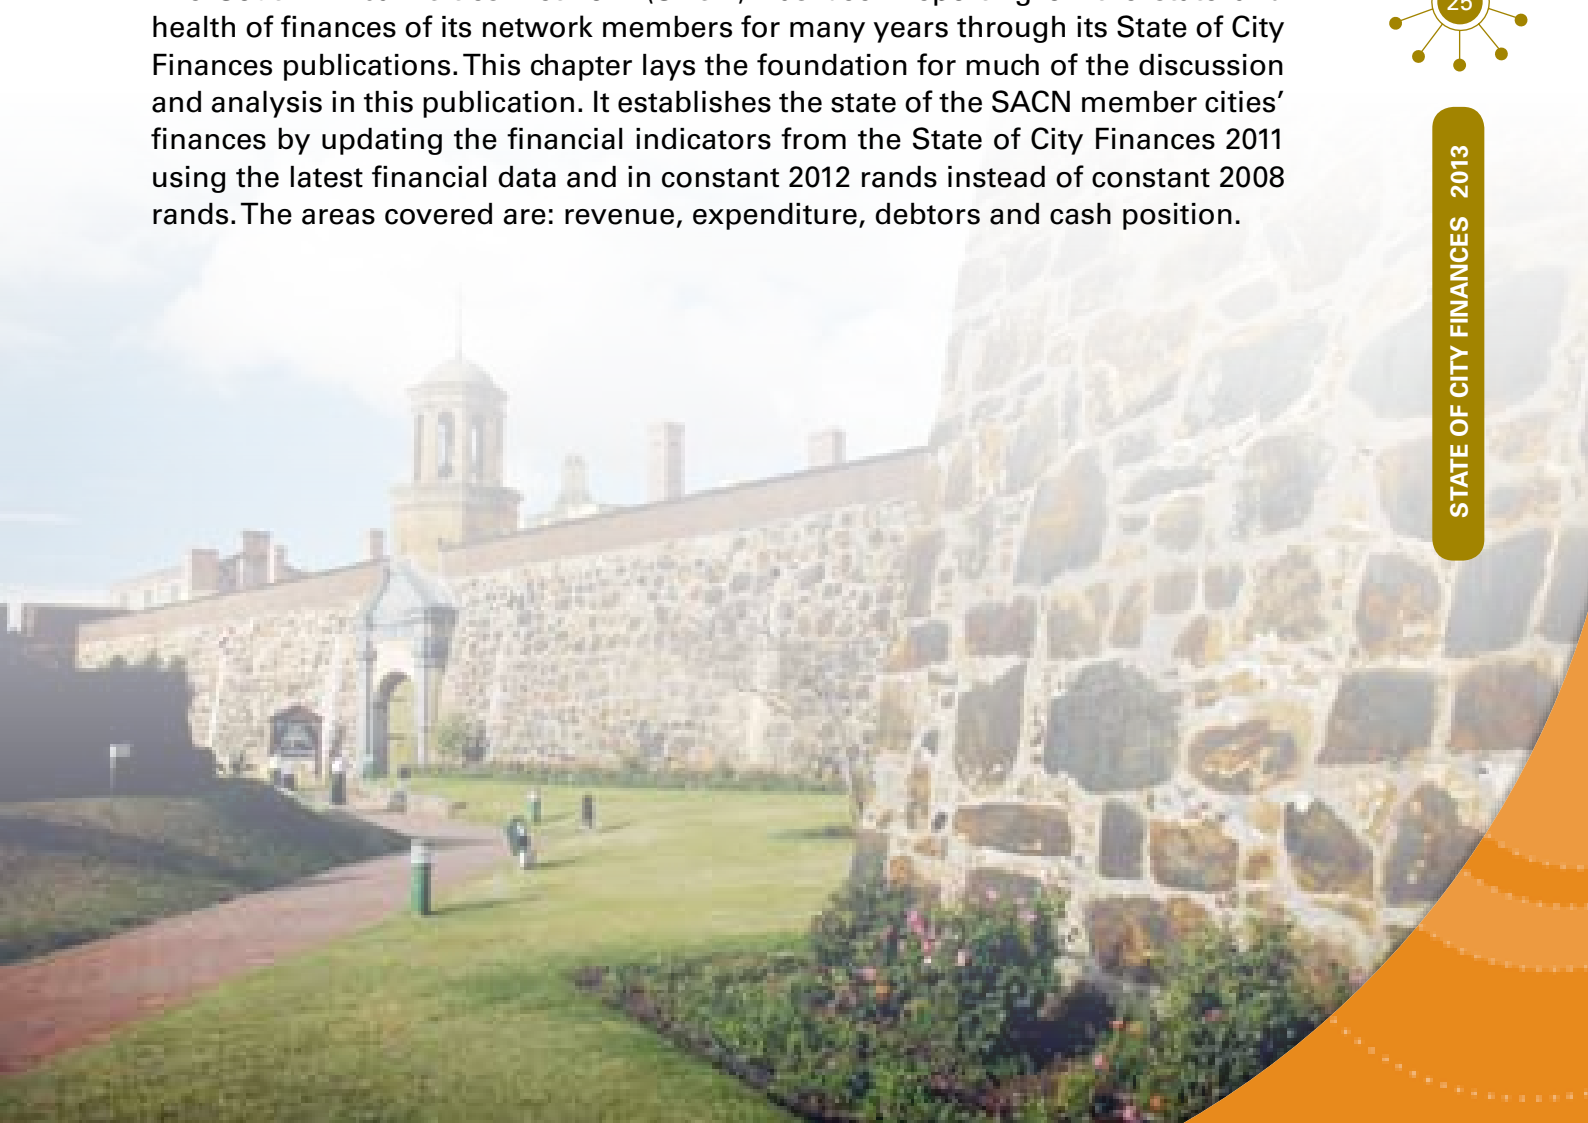 health of finances of its network members for many years through its State of City
Finances publications. This chapter lays the foundation for much of the discussion
and analysis in this publication. It establishes the state of the SACN member cities’
finances by updating the financial indicators from the State of City Finances 2011
using the latest financial data and in constant 2012 rands instead of constant 2008
rands. The areas covered are: revenue, expenditure, debtors and cash position.
25
STATE OF CITY FINANCES 2013